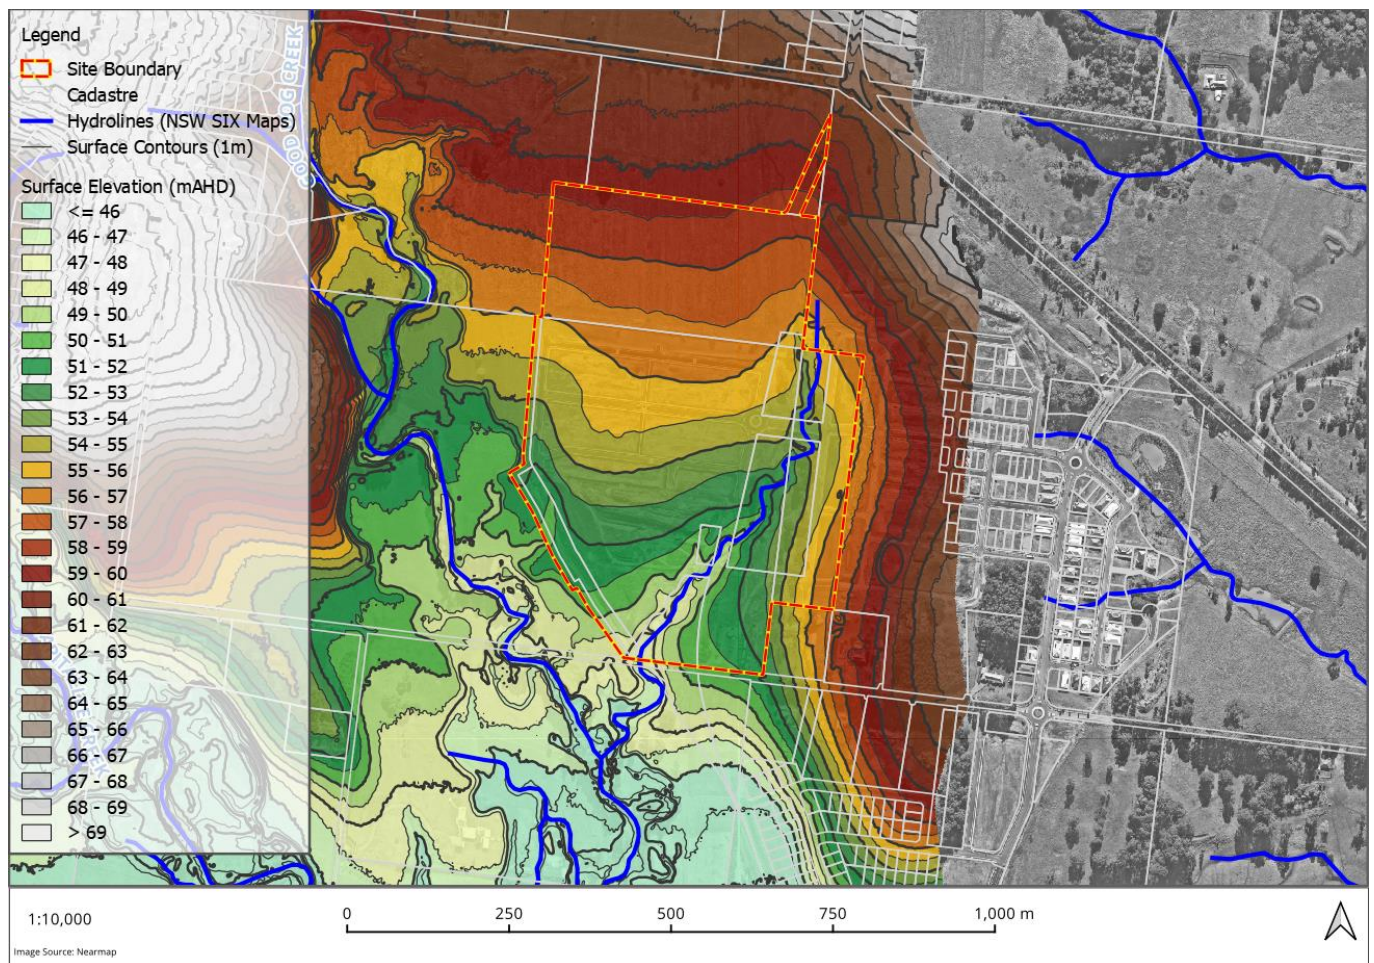 Legend
Site Boundary
Cadastre
Hydrolines (NSW SIX Maps)
Surface Contours (1m)
Surface Elevation (mAHD)
<= 46
46 - 47
47 - 48
48 - 49
49 - 50
50 - 51
51 - 52
52 - 53
53 - 54
54 - 55
55 - 56
56 - 57
57 - 58
58 - 59
59 - 60
60 - 61
61 - 62
62 - 63
63 - 64
64 - 65
65 - 66
66 - 67
67 - 68
68 - 69
> 69
GOOD DOG CREEK
1:10,000
0 250 500 750 1,000 m
Image Source: Nearmap